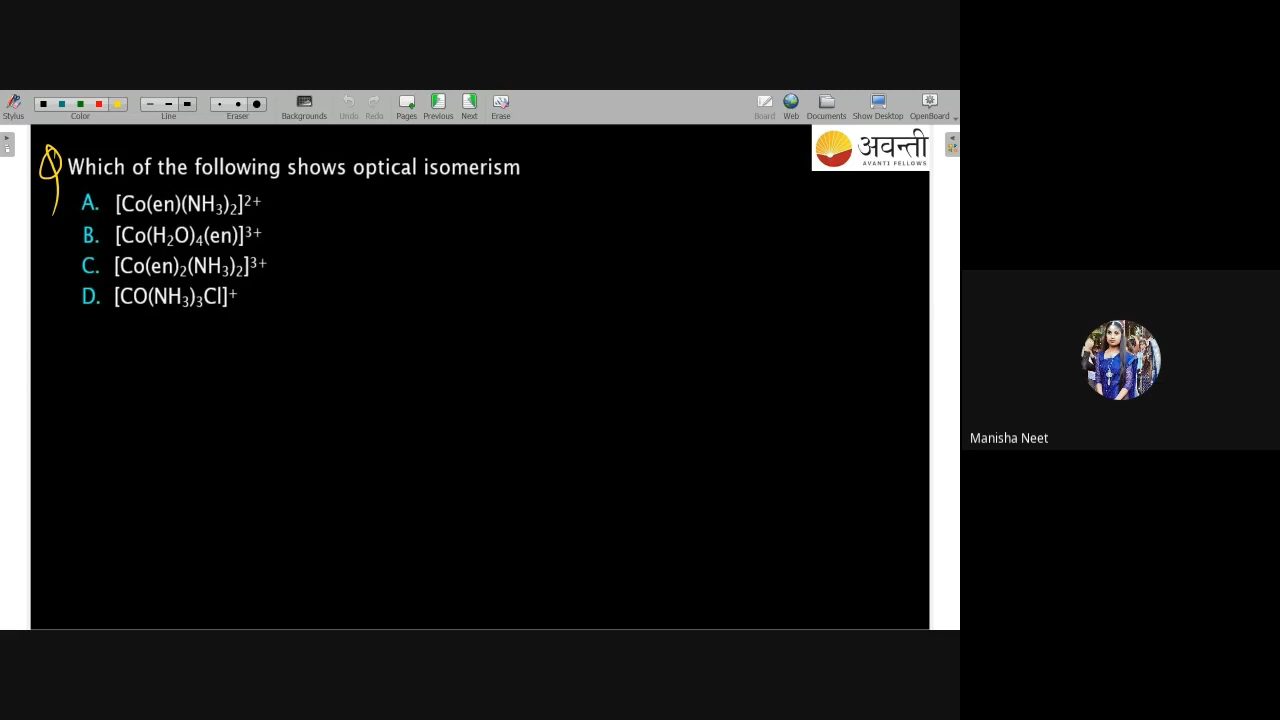 Stylus Color Line Eraser Backgrounds Undo Redo Pages Previous Next Erase Board Web Documents Show Desktop OpenBoard
अवन्ती
AVANTI FELLOWS
Q Which of the following shows optical isomerism
A. [Co(en)(NH₃)₂]²⁺
B. [Co(H₂O)₄(en)]³⁺
C. [Co(en)₂(NH₃)₂]³⁺
D. [CO(NH₃)₃Cl]⁺
Manisha Neet